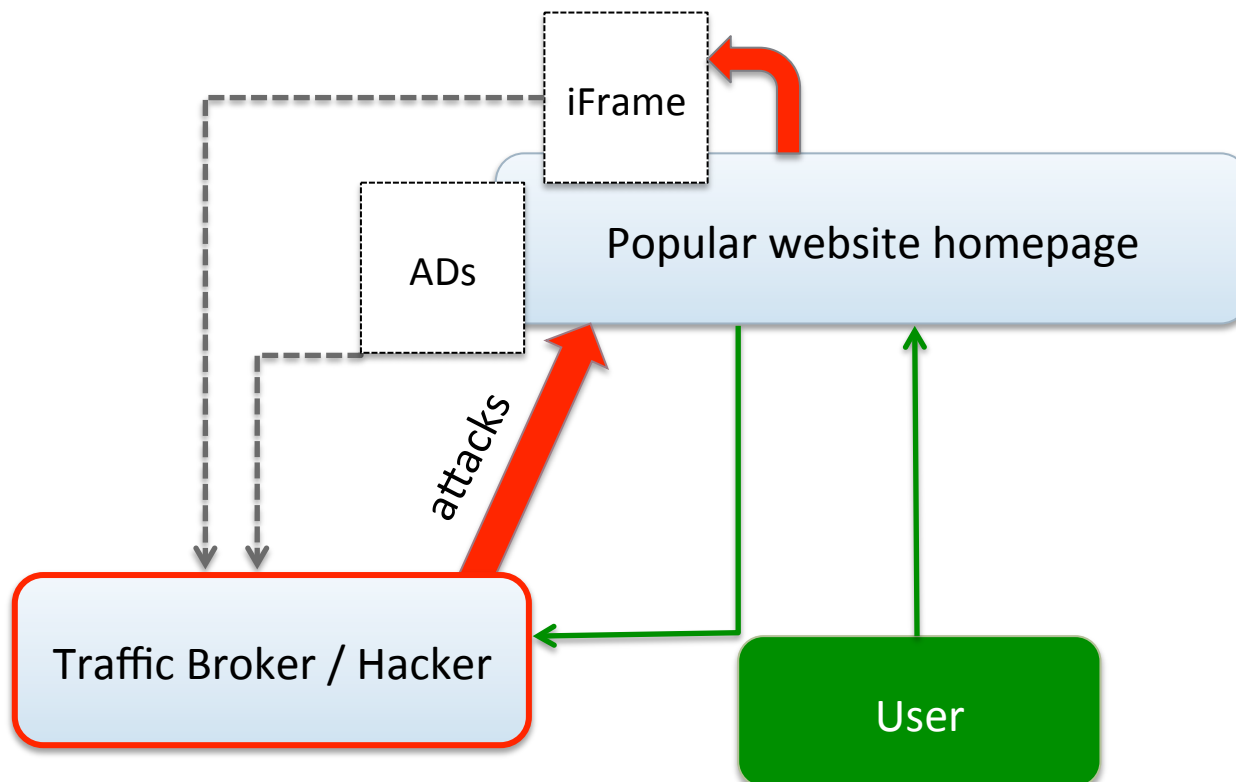 iFrame
Popular website homepage
ADs
attacks
Traffic Broker / Hacker
User